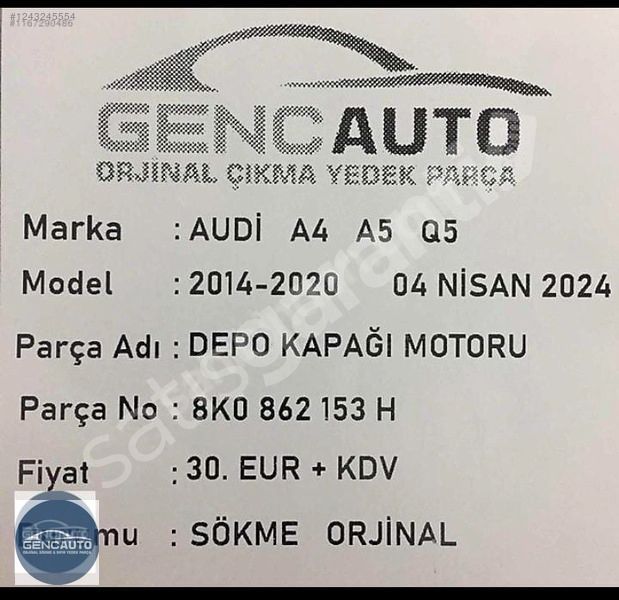 #1243245554
#1167290486
GENCAUTO
ORJİNAL ÇIKMA YEDEK PARÇA
Marka : AUDİ A4 A5 Q5
Model : 2014-2020 04 NİSAN 2024
Parça Adı : DEPO KAPAĞI MOTORU
Parça No : 8K0 862 153 H
Fiyat : 30. EUR + KDV
mu : SÖKME ORJİNAL
GENCAUTO
satışgaranti